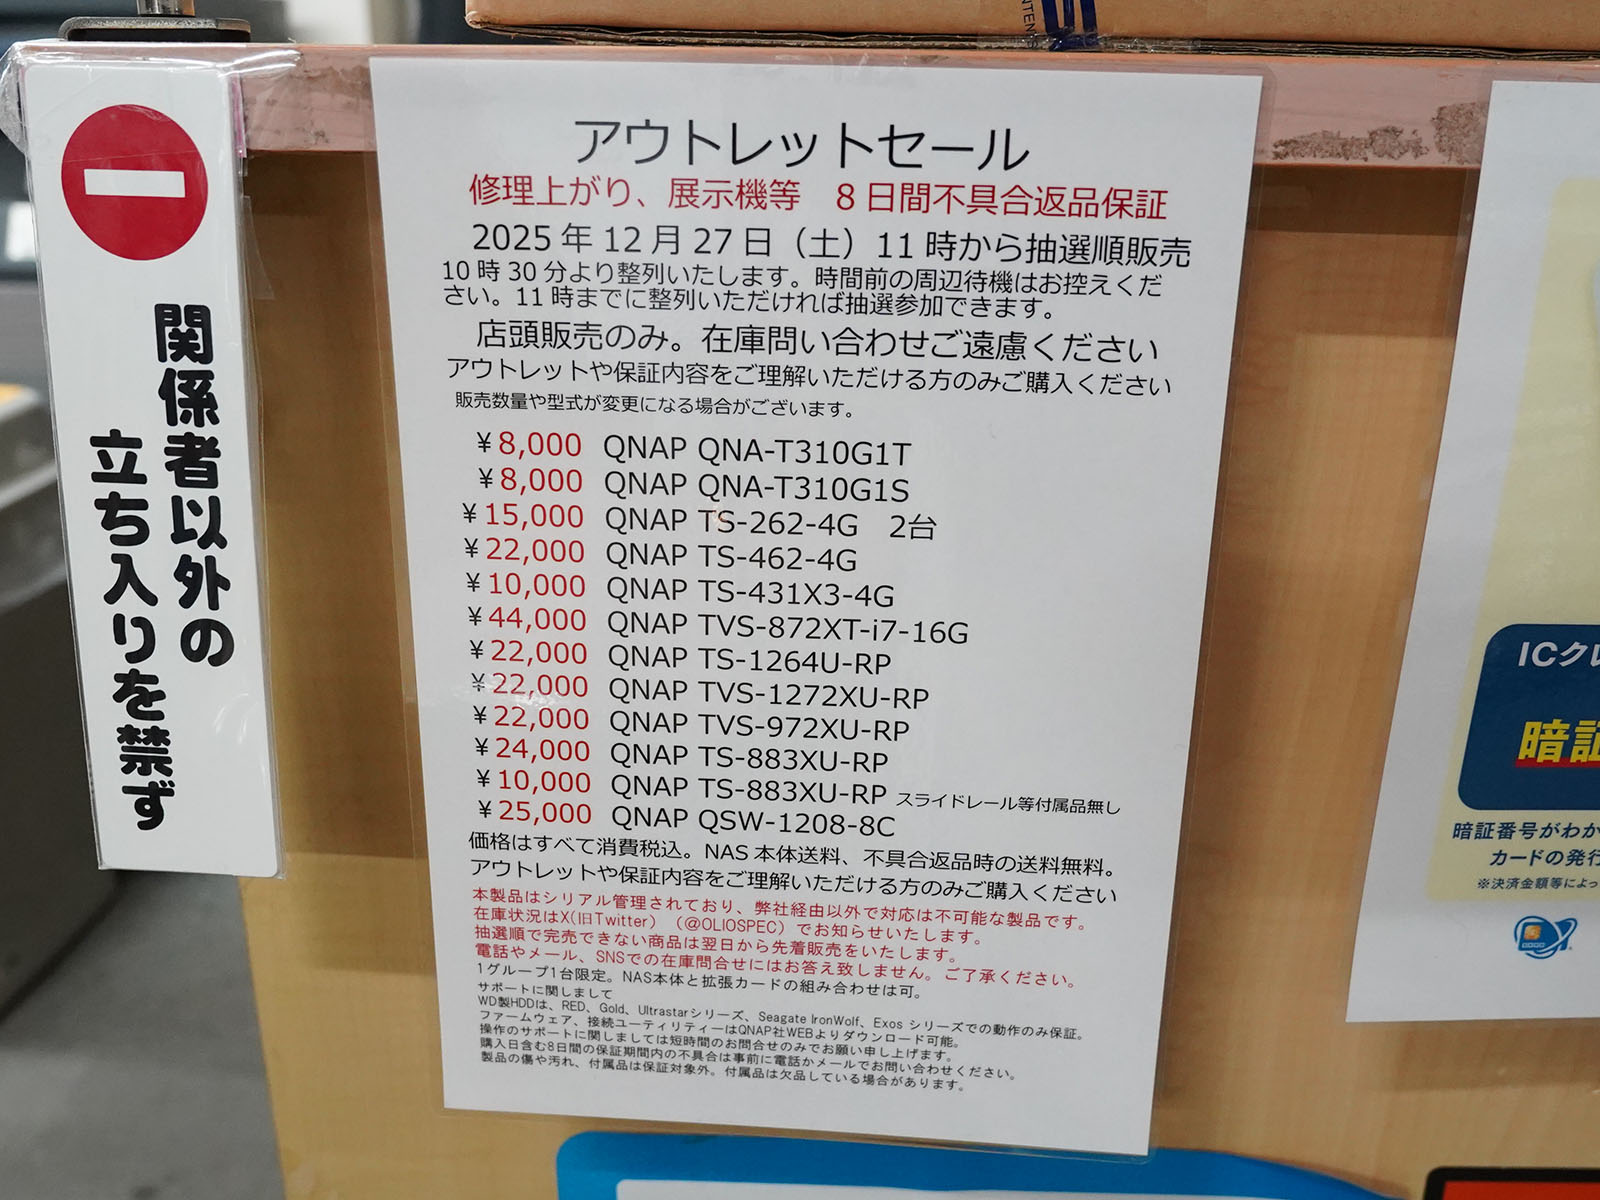 関係者以外の
立ち入りを禁ず
アウトレットセール
修理上がり、展示機等　8日間不具合返品保証
2025年12月27日（土）11時から抽選順販売
10時30分より整列いたします。時間前の周辺待機はお控えくだ
さい。11時までに整列いただければ抽選参加できます。
店頭販売のみ。在庫問い合わせご遠慮ください
アウトレットや保証内容をご理解いただける方のみご購入ください
販売数量や型式が変更になる場合がございます。
¥8,000 QNAP QNA-T310G1T
¥8,000 QNAP QNA-T310G1S
¥15,000 QNAP TS-262-4G　2台
¥22,000 QNAP TS-462-4G
¥10,000 QNAP TS-431X3-4G
¥44,000 QNAP TVS-872XT-i7-16G
¥22,000 QNAP TS-1264U-RP
¥22,000 QNAP TVS-1272XU-RP
¥22,000 QNAP TVS-972XU-RP
¥24,000 QNAP TS-883XU-RP
¥10,000 QNAP TS-883XU-RP スライドレール等付属品無し
¥25,000 QNAP QSW-1208-8C
価格はすべて消費税込。NAS本体送料、不具合返品時の送料無料。
アウトレットや保証内容をご理解いただける方のみご購入ください
本製品はシリアル管理されており、弊社経由以外で対応は不可能な製品です。
在庫状況はX(旧Twitter）（@OLIOSPEC）でお知らせいたします。
抽選順で完売できない商品は翌日から先着販売をいたします。
電話やメール、SNSでの在庫問合せにはお答え致しません。ご了承ください。
1グループ1台限定。NAS本体と拡張カードの組み合わせは可。
サポートに関しまして
WD製HDDは、RED、Gold、Ultrastarシリーズ、Seagate IronWolf、Exos シリーズでの動作のみ保証。
ファームウェア、接続ユーティリティーはQNAP社WEBよりダウンロード可能。
操作のサポートに関しましては短時間のお問合せのみでお願い申し上げます。
購入日含む8日間の保証期間内の不具合は事前に電話かメールでお問い合わせください。
製品の傷や汚れ、付属品は保証対象外。付属品は欠品している場合があります。
ICクレ
暗証
暗証番号がわか
カードの発行
※決済金額等によっ